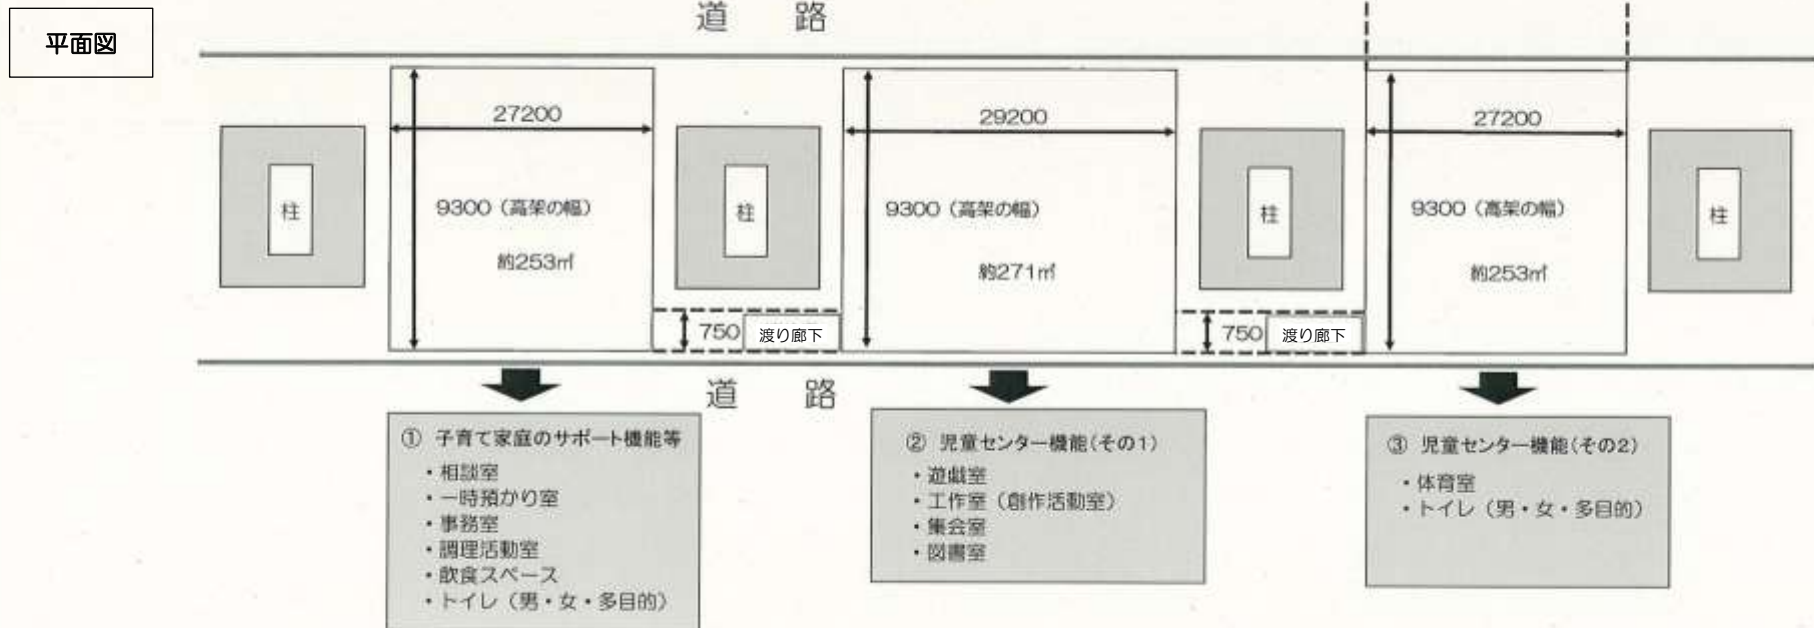 平面図
道 路
27200
29200
27200
柱
9300（高架の幅）
約253㎡
柱
9300（高架の幅）
約271㎡
柱
9300（高架の幅）
約253㎡
柱
750
渡り廊下
750
渡り廊下
道 路
① 子育て家庭のサポート機能等
・相談室
・一時預かり室
・事務室
・調理活動室
・飲食スペース
・トイレ（男・女・多目的）
② 児童センター機能(その1)
・遊戯室
・工作室（創作活動室）
・集会室
・図書室
③ 児童センター機能(その2)
・体育室
・トイレ（男・女・多目的）